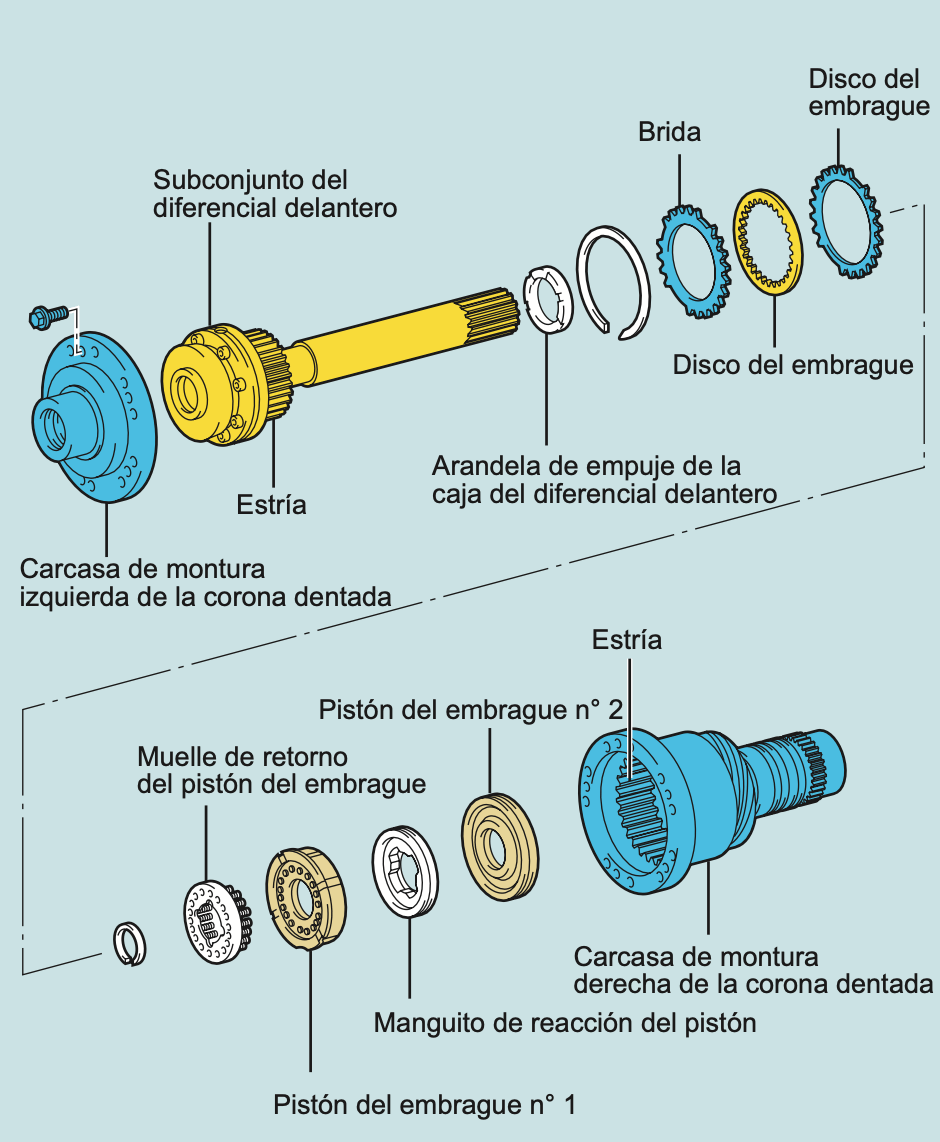 Disco del
embrague
Brida
Subconjunto del
diferencial delantero
Disco del embrague
Arandela de empuje de la
caja del diferencial delantero
Estría
Carcasa de montura
izquierda de la corona dentada
Estría
Pistón del embrague n° 2
Muelle de retorno
del pistón del embrague
Carcasa de montura
derecha de la corona dentada
Manguito de reacción del pistón
Pistón del embrague n° 1